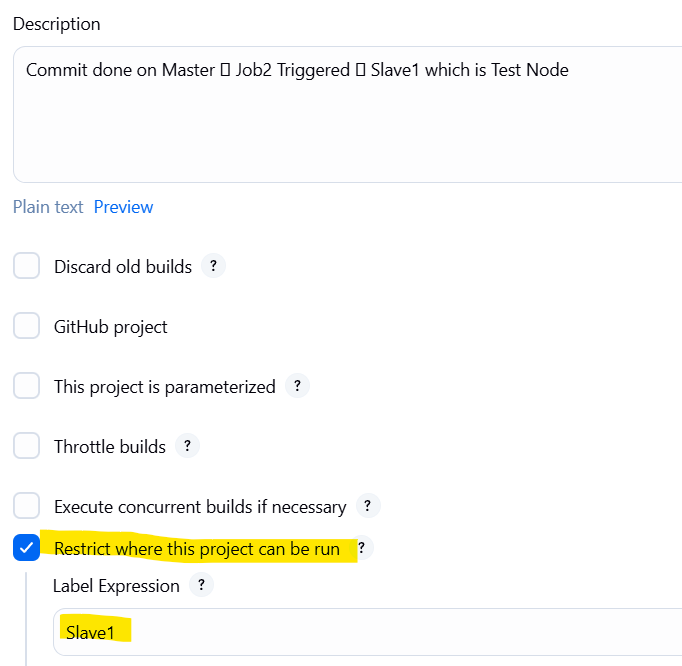 Description
Commit done on Master ▯ Job2 Triggered ▯ Slave1 which is Test Node
Plain text Preview
Discard old builds ?
GitHub project
This project is parameterized ?
Throttle builds ?
Execute concurrent builds if necessary ?
Restrict where this project can be run ?
Label Expression ?
Slave1